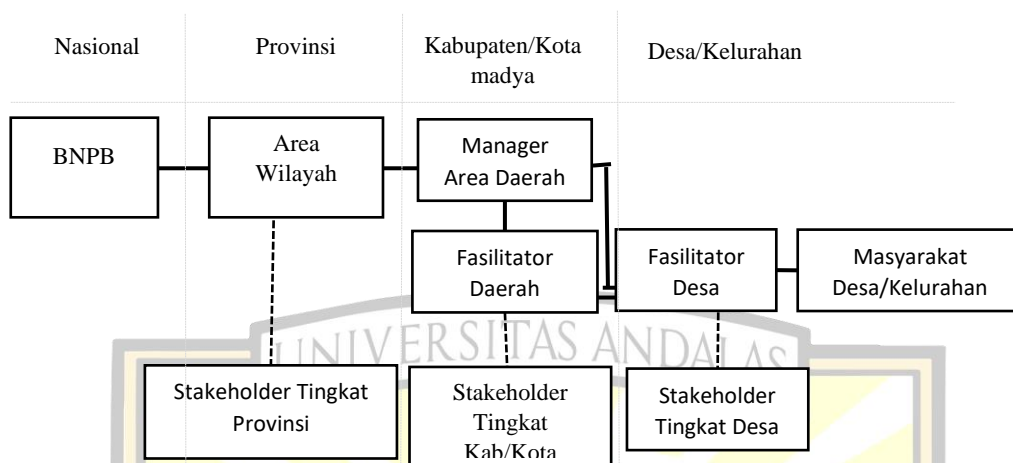 Nasional
Provinsi
Kabupaten/Kota
madya
Desa/Kelurahan
BNPB
Area
Wilayah
Manager
Area Daerah
Fasilitator
Daerah
Fasilitator
Desa
Masyarakat
Desa/Kelurahan
UNIVERSITAS ANDALAS
Stakeholder Tingkat
Provinsi
Stakeholder
Tingkat
Kab/Kota
Stakeholder
Tingkat Desa